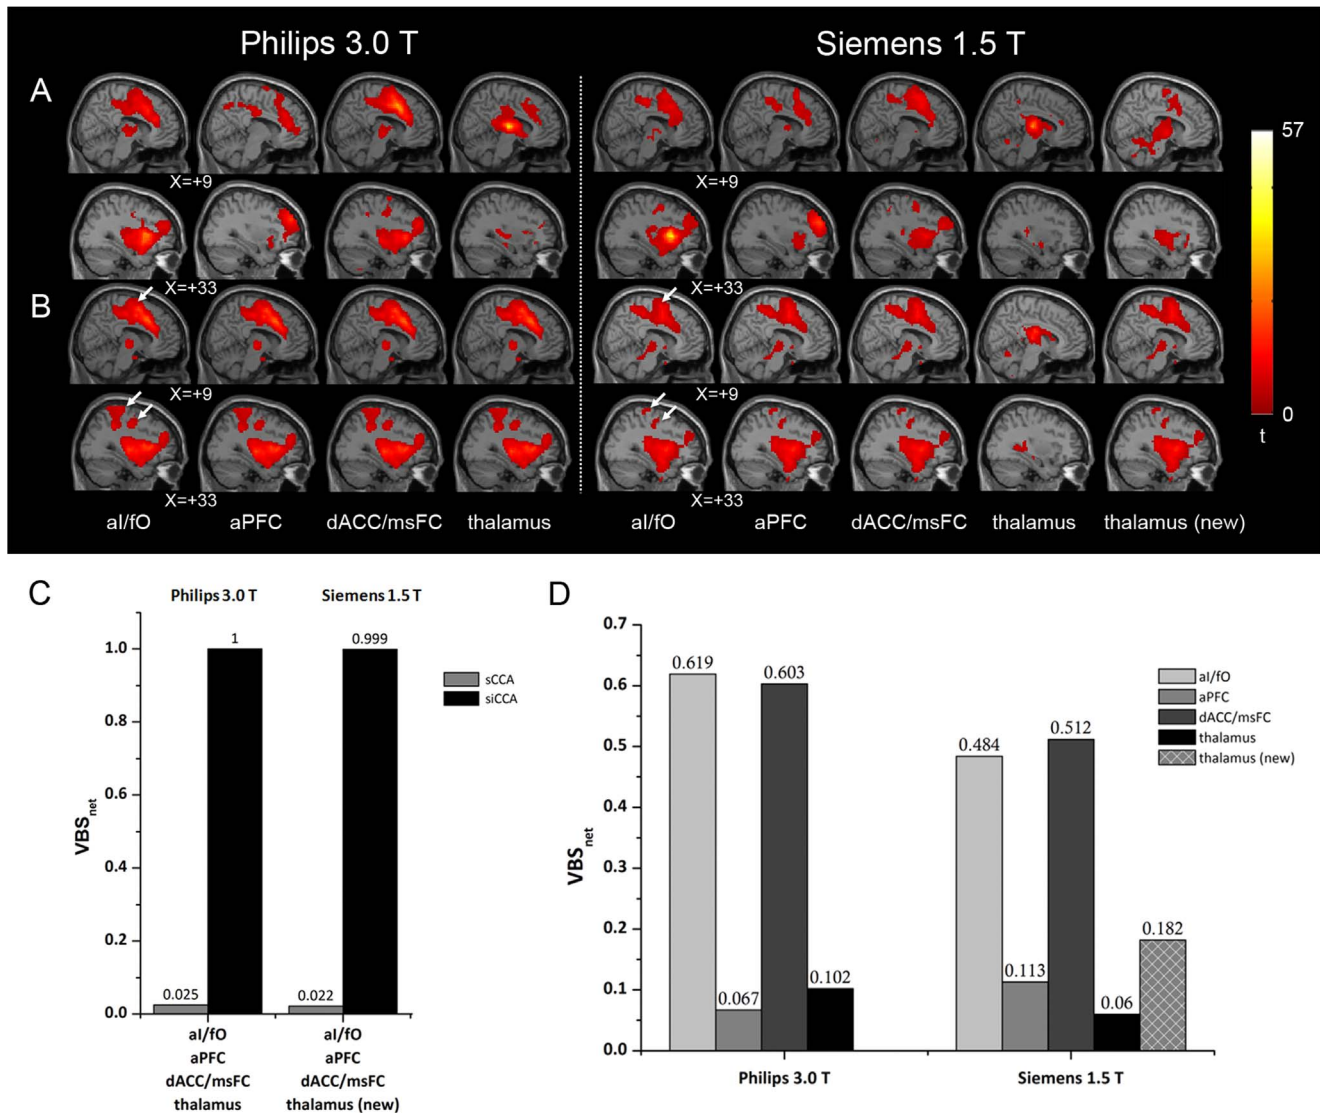 Philips 3.0 T
Siemens 1.5 T
A
X=+9
X=+9
57
0
t
X=+33
X=+33
B
X=+9
X=+9
X=+33
X=+33
aI/fO
aPFC
dACC/msFC
thalamus
aI/fO
aPFC
dACC/msFC
thalamus
thalamus (new)
C
Philips 3.0 T
Siemens 1.5 T
VBSnet
1.0
0.8
0.6
0.4
0.2
0.0
1
0.999
0.025
0.022
sCCA
siCCA
aI/fO
aPFC
dACC/msFC
thalamus
aI/fO
aPFC
dACC/msFC
thalamus (new)
D
VBSnet
0.7
0.6
0.5
0.4
0.3
0.2
0.1
0.0
0.619
0.067
0.603
0.102
0.484
0.113
0.512
0.06
0.182
aI/fO
aPFC
dACC/msFC
thalamus
thalamus (new)
Philips 3.0 T
Siemens 1.5 T